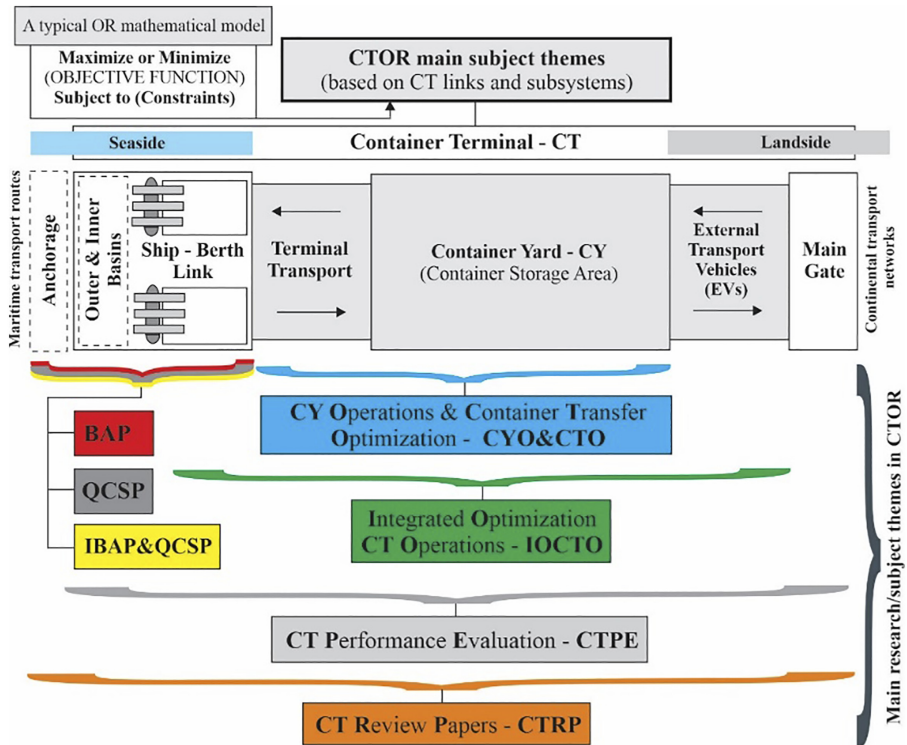 A typical OR mathematical model
Maximize or Minimize
(OBJECTIVE FUNCTION)
Subject to (Constraints)
CTOR main subject themes
(based on CT links and subsystems)
Seaside
Container Terminal - CT
Landside
Maritime transport routes
Anchorage
Outer & Inner
Basins
Ship - Berth
Link
Terminal
Transport
Container Yard - CY
(Container Storage Area)
External
Transport
Vehicles
(EVs)
Main
Gate
Continental transport
networks
BAP
QCSP
IBAP&QCSP
CY Operations & Container Transfer
Optimization - CYO&CTO
Integrated Optimization
CT Operations - IOCTO
CT Performance Evaluation - CTPE
CT Review Papers - CTRP
Main research/subject themes in CTOR